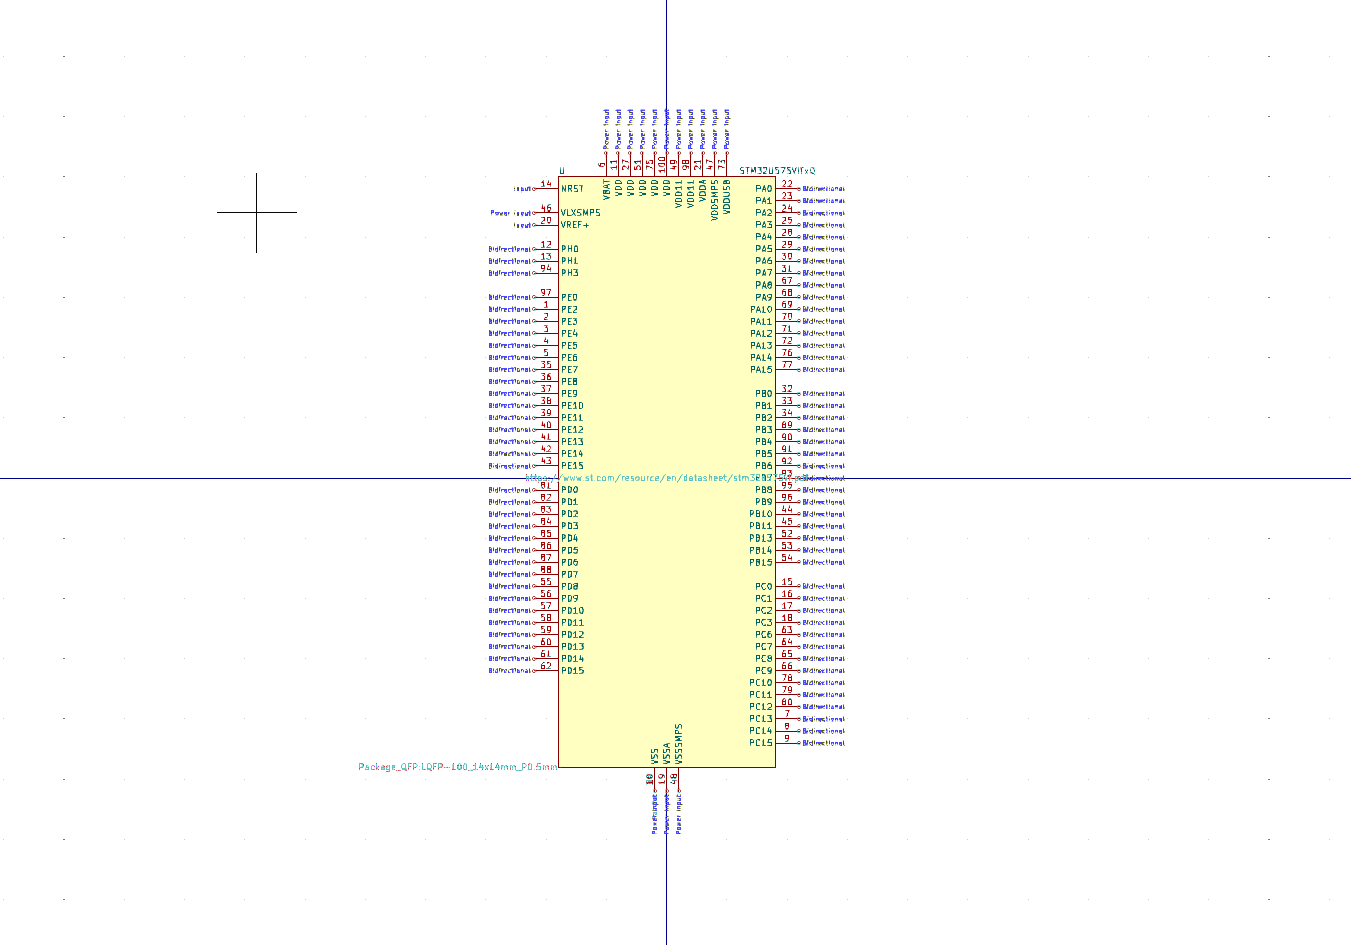 Power input Power input Power input Power input Power input Power input Power input Power input Power input Power input Power input
6 11 27 51 75 100 49 98 21 47 73
VBAT VDD VDD VDD VDD VDD VDD11 VDD11 VDDA VDDSMPS VDDUSB
U
Input 14 NRST
Power input 46 VLXSMPS
Input 20 VREF+
Bidirectional 12 PH0
Bidirectional 13 PH1
Bidirectional 94 PH3
Bidirectional 97 PE0
Bidirectional 1 PE2
Bidirectional 2 PE3
Bidirectional 3 PE4
Bidirectional 4 PE5
Bidirectional 5 PE6
Bidirectional 35 PE7
Bidirectional 36 PE8
Bidirectional 37 PE9
Bidirectional 38 PE10
Bidirectional 39 PE11
Bidirectional 40 PE12
Bidirectional 41 PE13
Bidirectional 42 PE14
Bidirectional 43 PE15
Bidirectional 81 PD0
Bidirectional 82 PD1
Bidirectional 83 PD2
Bidirectional 84 PD3
Bidirectional 85 PD4
Bidirectional 86 PD5
Bidirectional 87 PD6
Bidirectional 88 PD7
Bidirectional 55 PD8
Bidirectional 56 PD9
Bidirectional 57 PD10
Bidirectional 58 PD11
Bidirectional 59 PD12
Bidirectional 60 PD13
Bidirectional 61 PD14
Bidirectional 62 PD15
STM32U575VITxQ
PA0 22 Bidirectional
PA1 23 Bidirectional
PA2 24 Bidirectional
PA3 25 Bidirectional
PA4 28 Bidirectional
PA5 29 Bidirectional
PA6 30 Bidirectional
PA7 31 Bidirectional
PA8 67 Bidirectional
PA9 68 Bidirectional
PA10 69 Bidirectional
PA11 70 Bidirectional
PA12 71 Bidirectional
PA13 72 Bidirectional
PA14 76 Bidirectional
PA15 77 Bidirectional
PB0 32 Bidirectional
PB1 33 Bidirectional
PB2 34 Bidirectional
PB3 89 Bidirectional
PB4 90 Bidirectional
PB5 91 Bidirectional
PB6 92 Bidirectional
93 Bidirectional
PB8 95 Bidirectional
PB9 96 Bidirectional
PB10 44 Bidirectional
PB11 45 Bidirectional
PB13 52 Bidirectional
PB14 53 Bidirectional
PB15 54 Bidirectional
PC0 15 Bidirectional
PC1 16 Bidirectional
PC2 17 Bidirectional
PC3 18 Bidirectional
PC6 63 Bidirectional
PC7 64 Bidirectional
PC8 65 Bidirectional
PC9 66 Bidirectional
PC10 78 Bidirectional
PC11 79 Bidirectional
PC12 80 Bidirectional
PC13 7 Bidirectional
PC14 8 Bidirectional
PC15 9 Bidirectional
VSS VSSA VSSSMPS
Package_QFP:LQFP-100_14x14mm_P0.5mm
10 19 48
Power input Power input Power input